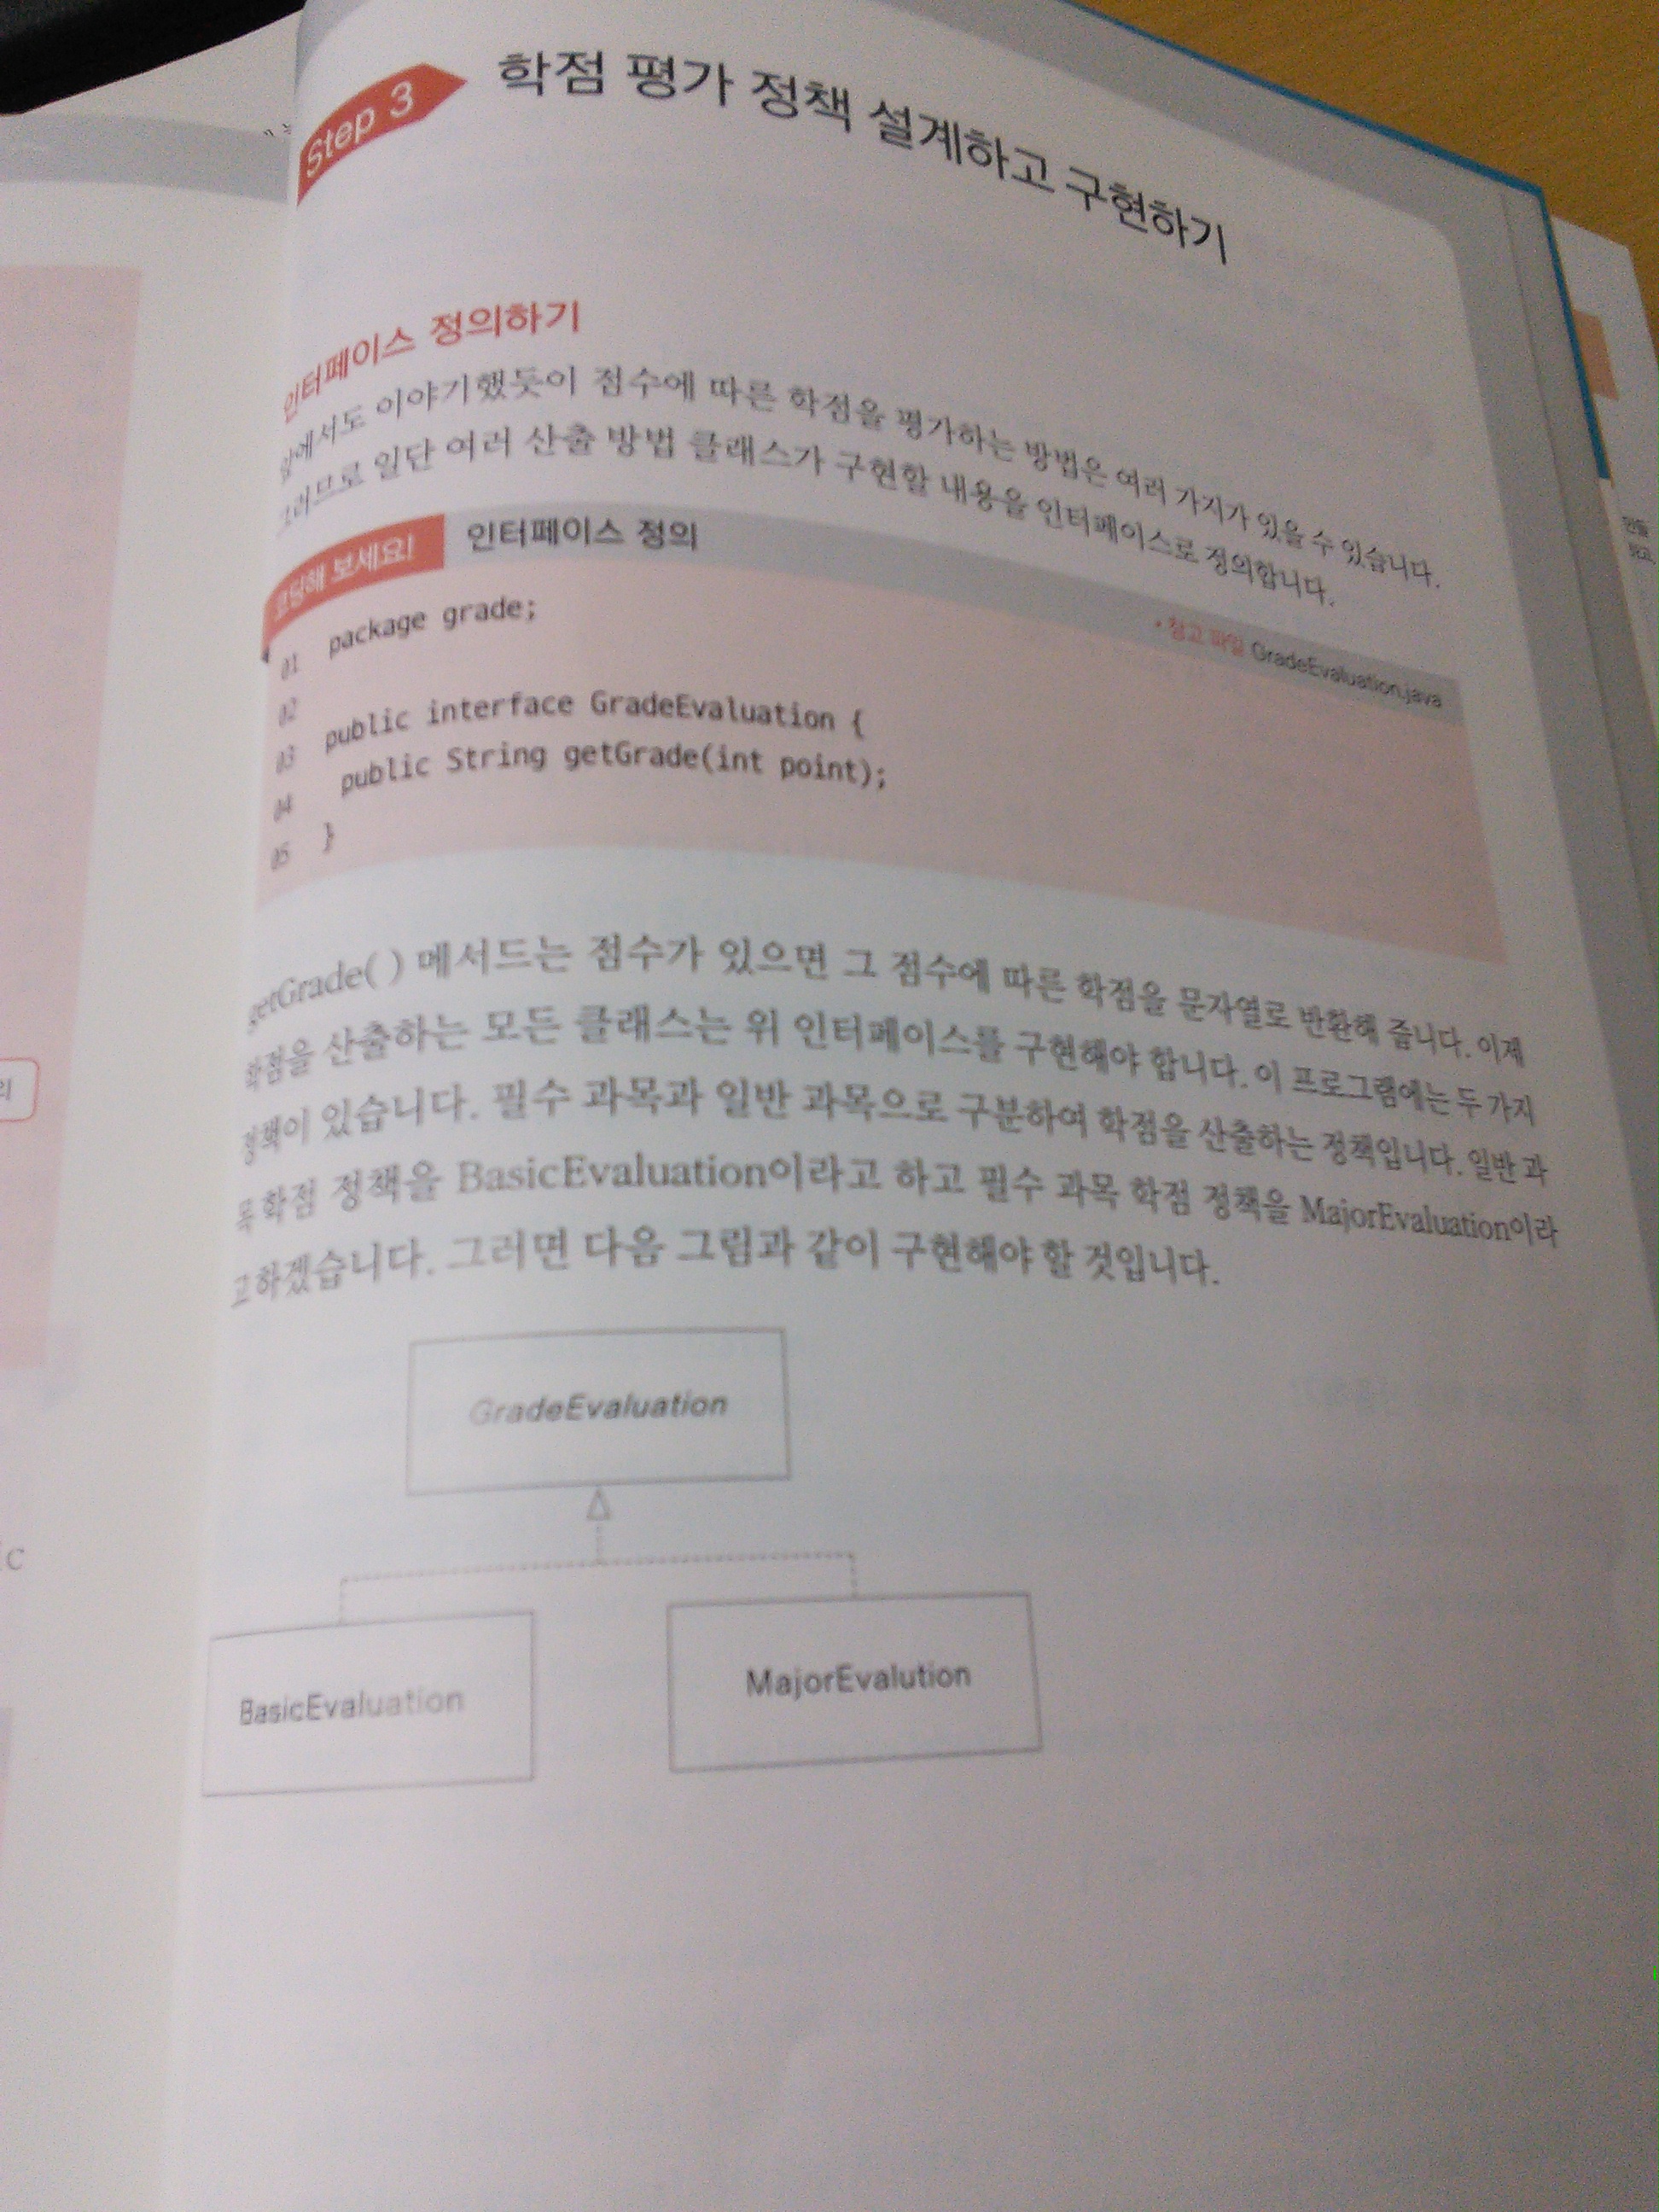 Step 3
학점 평가 정책 설계하고 구현하기
인터페이스 정의하기
앞에서도 이야기했듯이 점수에 따른 학점을 평가하는 방법은 여러 가지가 있을 수 있습니다.
그러므로 일단 여러 산출 방법 클래스가 구현할 내용을 인터페이스로 정의합니다.
코딩해 보세요! 인터페이스 정의
• 참고 파일 GradeEvaluation.java
01 package grade;
02
03 public interface GradeEvaluation {
04 public String getGrade(int point);
05 }
getGrade( ) 메서드는 점수가 있으면 그 점수에 따른 학점을 문자열로 반환해 줍니다. 이제
학점을 산출하는 모든 클래스는 위 인터페이스를 구현해야 합니다. 이 프로그램에는 두 가지
정책이 있습니다. 필수 과목과 일반 과목으로 구분하여 학점을 산출하는 정책입니다. 일반 과
목 학점 정책을 BasicEvaluation이라고 하고 필수 과목 학점 정책을 MajorEvaluation이라
고 하겠습니다. 그러면 다음 그림과 같이 구현해야 할 것입니다.
GradeEvaluation
BasicEvaluation
MajorEvalution